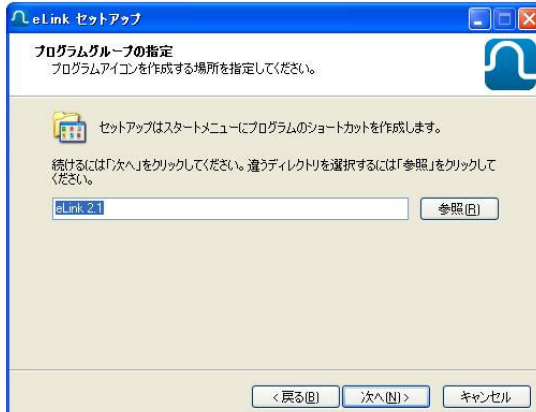 eLink セットアップ
プログラムグループの指定
プログラムアイコンを作成する場所を指定してください。
セットアップはスタートメニューにプログラムのショートカットを作成します。
続けるには「次へ」をクリックしてください。違うディレクトリを選択するには「参照」をクリックして
ください。
eLink 2.1
参照(R)
<戻る(B)
次へ(N)>
キャンセル